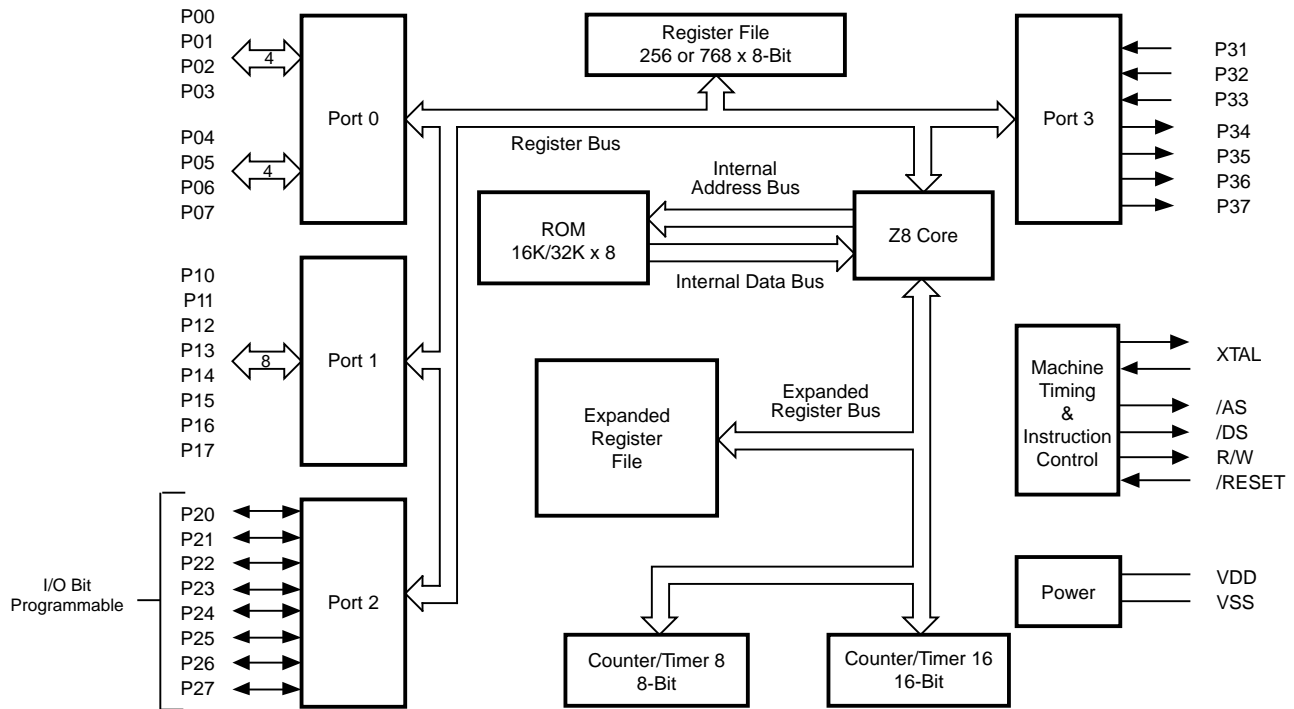 P00
P01
P02
P03
4
P04
P05
P06
P07
4
Port 0
Register File
256 or 768 x 8-Bit
Register Bus
Port 3
P31
P32
P33
P34
P35
P36
P37
Internal
Address Bus
ROM
16K/32K x 8
Z8 Core
Internal Data Bus
P10
P11
P12
P13
P14
P15
P16
P17
8
Port 1
Expanded
Register
File
Expanded
Register Bus
Machine
Timing
&
Instruction
Control
XTAL
/AS
/DS
R/W
/RESET
I/O Bit
Programmable
P20
P21
P22
P23
P24
P25
P26
P27
Port 2
Power
VDD
VSS
Counter/Timer 8
8-Bit
Counter/Timer 16
16-Bit